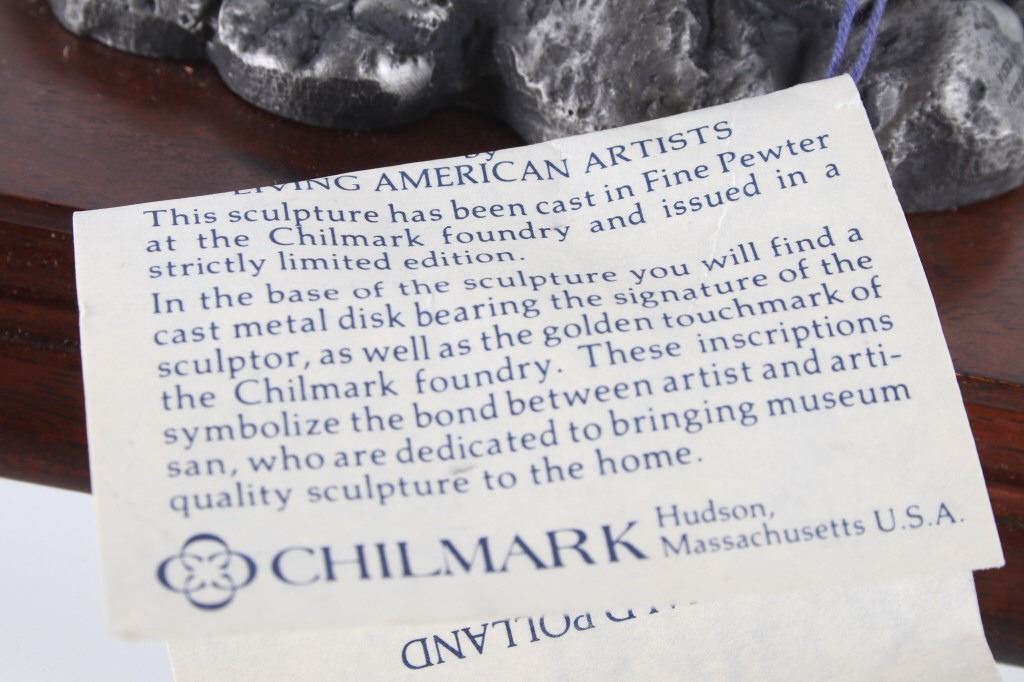 by
LIVING AMERICAN ARTISTS
This sculpture has been cast in Fine Pewter
at the Chilmark foundry and issued in a
strictly limited edition.
In the base of the sculpture you will find a
cast metal disk bearing the signature of the
sculptor, as well as the golden touchmark of
the Chilmark foundry. These inscriptions
symbolize the bond between artist and arti-
san, who are dedicated to bringing museum
quality sculpture to the home.
CHILMARK Hudson,
Massachusetts U.S.A.
POLLAND